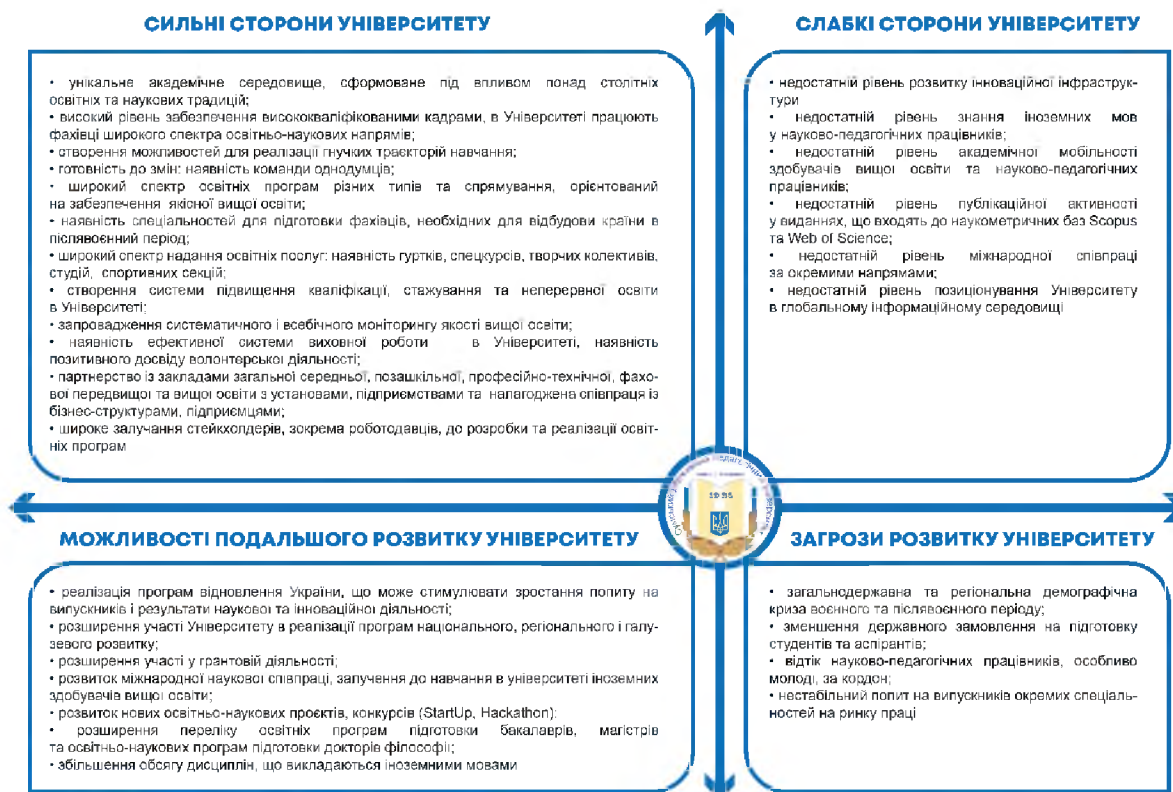 СИЛЬНІ СТОРОНИ УНІВЕРСИТЕТУ
• унікальне академічне середовище, сформоване під впливом понад столітніх
освітніх та наукових традицій;
• високий рівень забезпечення висококваліфікованими кадрами, в Університеті працюють
фахівці широкого спектра освітньо-наукових напрямів;
• створення можливостей для реалізації гнучких траєкторій навчання;
• готовність до змін: наявність команди однодумців;
• широкий спектр освітніх програм різних типів та спрямування, орієнтований
на забезпечення якісної вищої освіти;
• наявність спеціальностей для підготовки фахівців, необхідних для відбудови країни в
післявоєнний період;
• широкий спектр надання освітніх послуг: наявність гуртків, спецкурсів, творчих колективів,
студій, спортивних секцій;
• створення системи підвищення кваліфікації, стажування та неперервної освіти
в Університеті;
• запровадження систематичного і всебічного моніторингу якості вищої освіти;
• наявність ефективної системи виховної роботи в Університеті, наявність
позитивного досвіду волонтерської діяльності;
• партнерство із закладами загальної середньої, позашкільної, професійно-технічної, фахо-
вої передвищої та вищої освіти з установами, підприємствами та налагоджена співпраця із
бізнес-структурами, підприємцями;
• широке залучання стейкхолдерів, зокрема роботодавців, до розробки та реалізації освіт-
ніх програм
СЛАБКІ СТОРОНИ УНІВЕРСИТЕТУ
• недостатній рівень розвитку інноваційної інфраструк-
тури
• недостатній рівень знання іноземних мов
у науково-педагогічних працівників;
• недостатній рівень академічної мобільності
здобувачів вищої освіти та науково-педагогічних
працівників;
• недостатній рівень публікаційної активності
у виданнях, що входять до наукометричних баз Scopus
та Web of Science;
• недостатній рівень міжнародної співпраці
за окремими напрямами;
• недостатній рівень позиціонування Університету
в глобальному інформаційному середовищі
МОЖЛИВОСТІ ПОДАЛЬШОГО РОЗВИТКУ УНІВЕРСИТЕТУ
• реалізація програм відновлення України, що може стимулювати зростання попиту на
випускників і результати наукової та інноваційної діяльності;
• розширення участі Університету в реалізації програм національного, регіонального і галу-
зевого розвитку;
• розширення участі у грантовій діяльності;
• розвиток міжнародної наукової співпраці, залучення до навчання в університеті іноземних
здобувачів вищої освіти;
• розвиток нових освітньо-наукових проєктів, конкурсів (StartUp, Hackathon);
• розширення переліку освітніх програм підготовки бакалаврів, магістрів
та освітньо-наукових програм підготовки докторів філософії;
• збільшення обсягу дисциплін, що викладаються іноземними мовами
ЗАГРОЗИ РОЗВИТКУ УНІВЕРСИТЕТУ
• загальнодержавна та регіональна демографічна
криза воєнного та післявоєнного періоду;
• зменшення державного замовлення на підготовку
студентів та аспірантів;
• відтік науково-педагогічних працівників, особливо
молоді, за кордон;
• нестабільний попит на випускників окремих спеціаль-
ностей на ринку праці